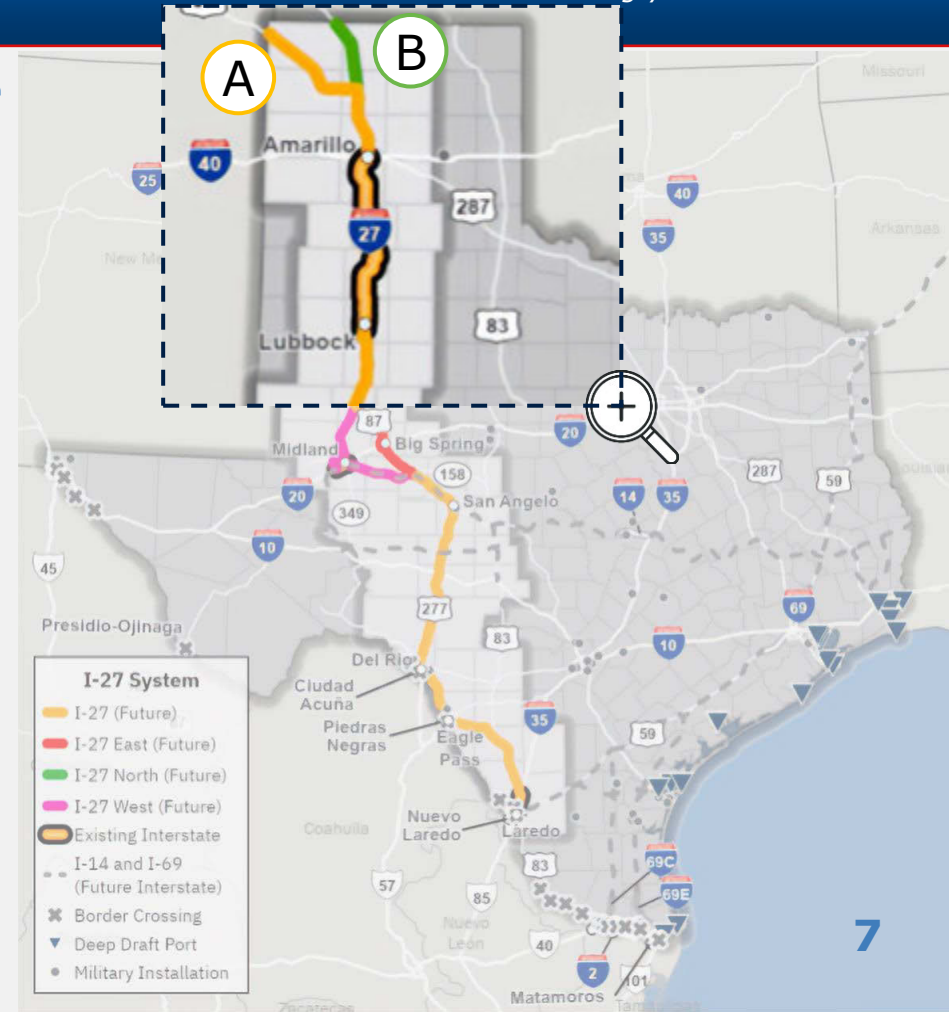 A
B
Missouri
Amarillo
40
25
287
40
35
Arkansas
New Me
27
83
Lubbock
87
Big Spring
20
Midland
158
287
59
20
14
35
349
San Angelo
10
45
277
69
Presidio-Ojinaga
83
10
Del Rio
Ciudad
Acuña
Piedras
Negras
35
Eagle
Pass
59
Nuevo
Laredo
Laredo
Coahuila
83
69C
57
85
69E
Nuevo
León
40
2
101
Matamoros
Tamaulipas
Zacatecas
I-27 System
I-27 (Future)
I-27 East (Future)
I-27 North (Future)
I-27 West (Future)
Existing Interstate
I-14 and I-69
(Future Interstate)
Border Crossing
Deep Draft Port
Military Installation
7